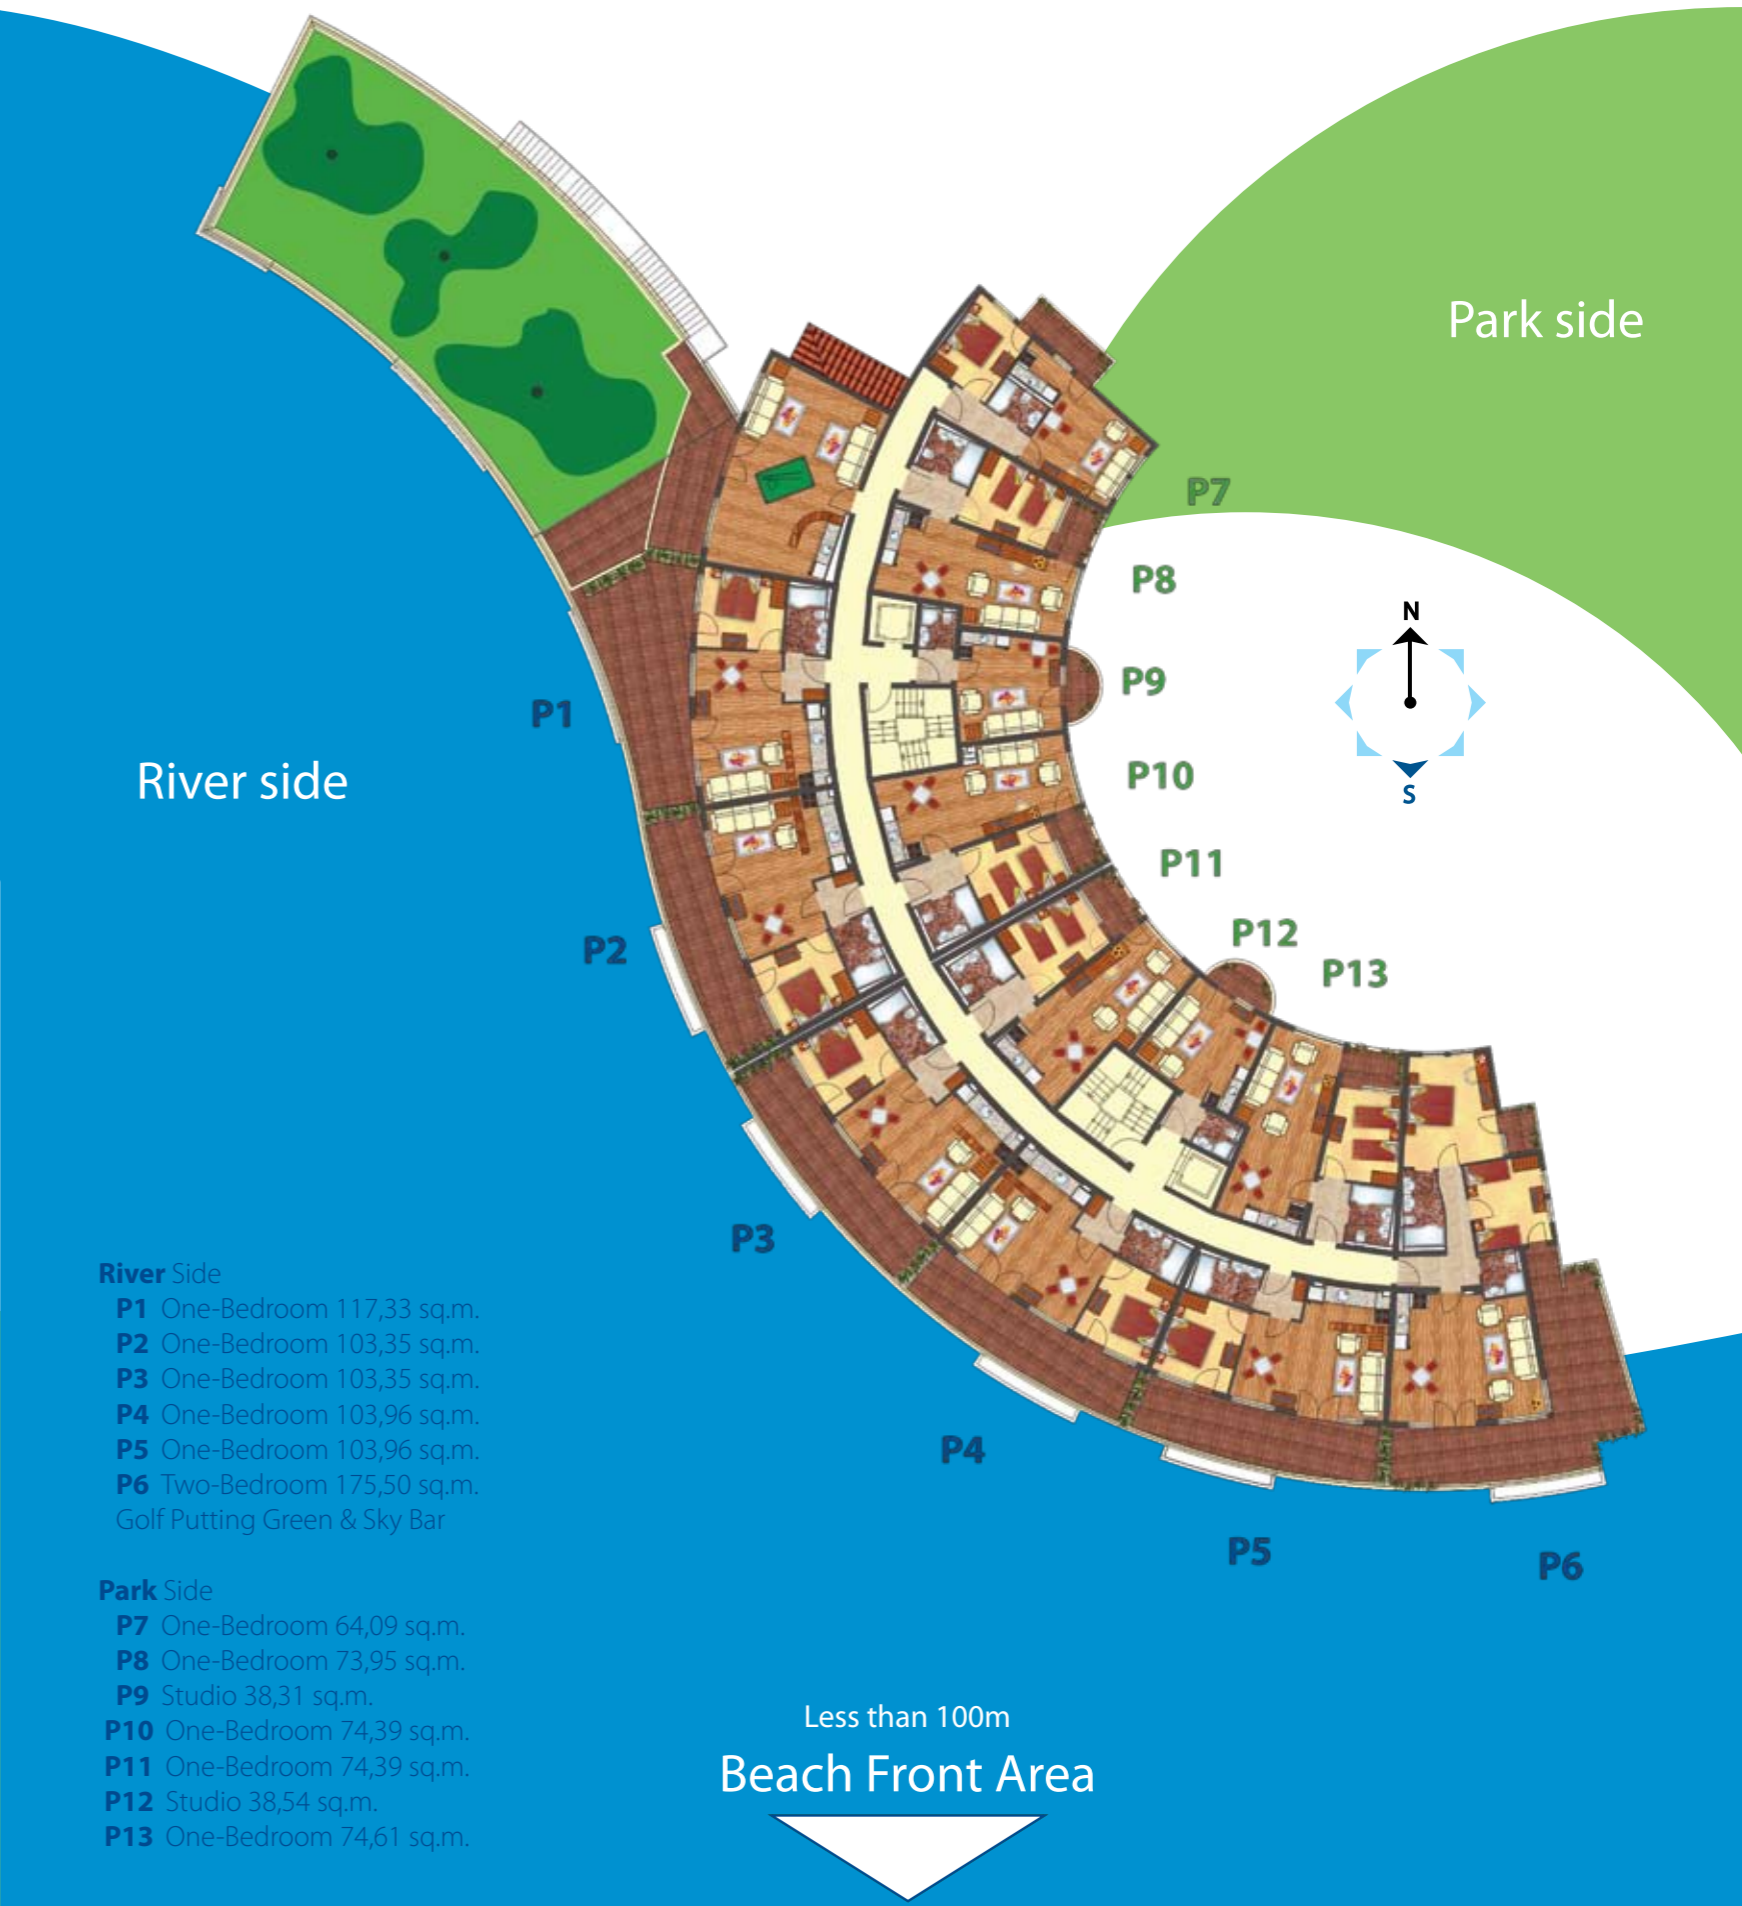 Park side
P7
P8
N
P9
P1
River side
P10
S
P11
P12
P2
P13
P3
River Side
P1 One-Bedroom 117,33 sq.m.
P2 One-Bedroom 103,35 sq.m.
P3 One-Bedroom 103,35 sq.m.
P4 One-Bedroom 103,96 sq.m.
P5 One-Bedroom 103,96 sq.m.
P6 Two-Bedroom 175,50 sq.m.
Golf Putting Green & Sky Bar
P4
P5
P6
Park Side
P7 One-Bedroom 64,09 sq.m.
P8 One-Bedroom 73,95 sq.m.
P9 Studio 38,31 sq.m.
P10 One-Bedroom 74,39 sq.m.
P11 One-Bedroom 74,39 sq.m.
P12 Studio 38,54 sq.m.
P13 One-Bedroom 74,61 sq.m.
Less than 100m
Beach Front Area